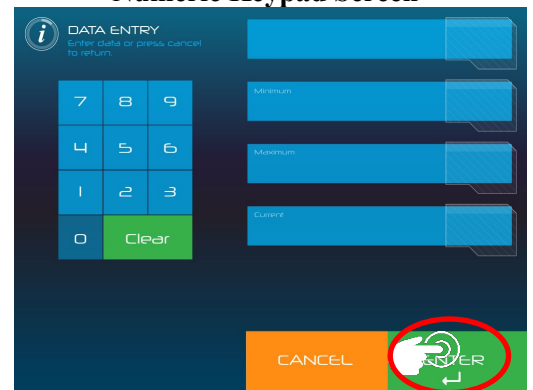 Numeric Keypad Screen
i DATA ENTRY
Enter data or press cancel
to return.
7 8 9
4 5 6
1 2 3
0 Clear
Minimum
Maximum
Current
CANCEL
ENTER